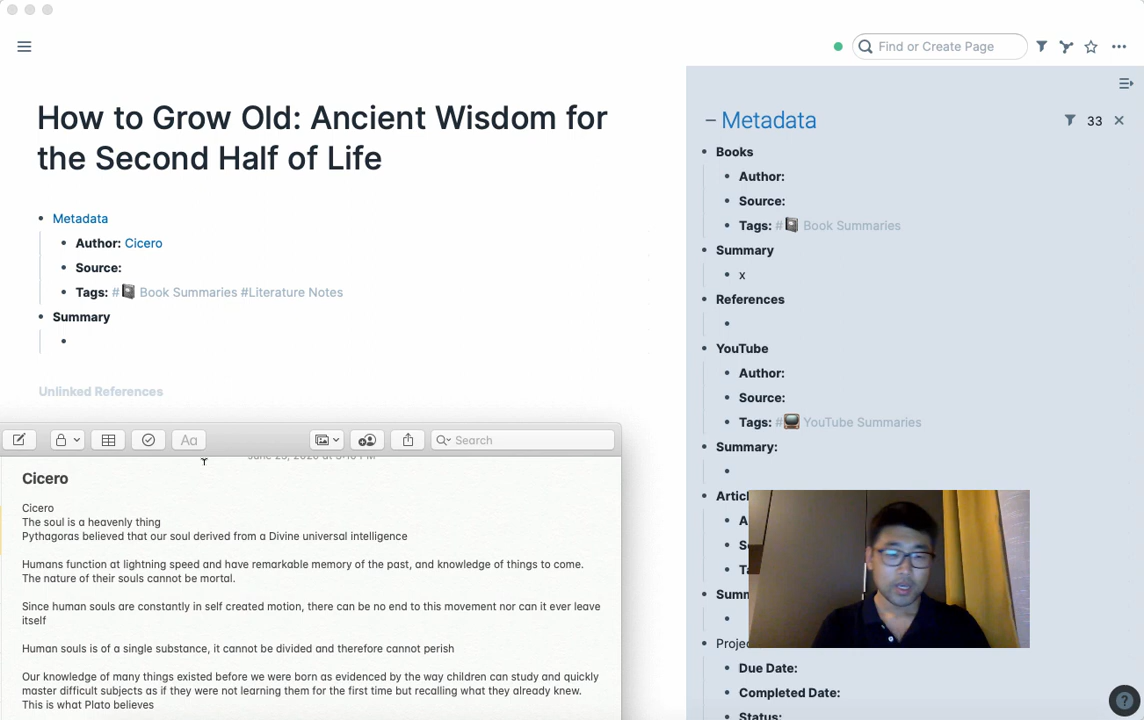 Find or Create Page
How to Grow Old: Ancient Wisdom for
the Second Half of Life
Metadata
Author: Cicero
Source:
Tags: # Book Summaries #Literature Notes
Summary
Unlinked References
Aa
Search
Cicero
Cicero
The soul is a heavenly thing
Pythagoras believed that our soul derived from a Divine universal intelligence
Humans function at lightning speed and have remarkable memory of the past, and knowledge of things to come.
The nature of their souls cannot be mortal.
Since human souls are constantly in self created motion, there can be no end to this movement nor can it ever leave
itself
Human souls is of a single substance, it cannot be divided and therefore cannot perish
Our knowledge of many things existed before we were born as evidenced by the way children can study and quickly
master difficult subjects as if they were not learning them for the first time but recalling what they already knew.
This is what Plato believes
Metadata
33
Books
Author:
Source:
Tags: # Book Summaries
Summary
x
References
YouTube
Author:
Source:
Tags: # YouTube Summaries
Summary:
Due Date:
Completed Date:
Status: